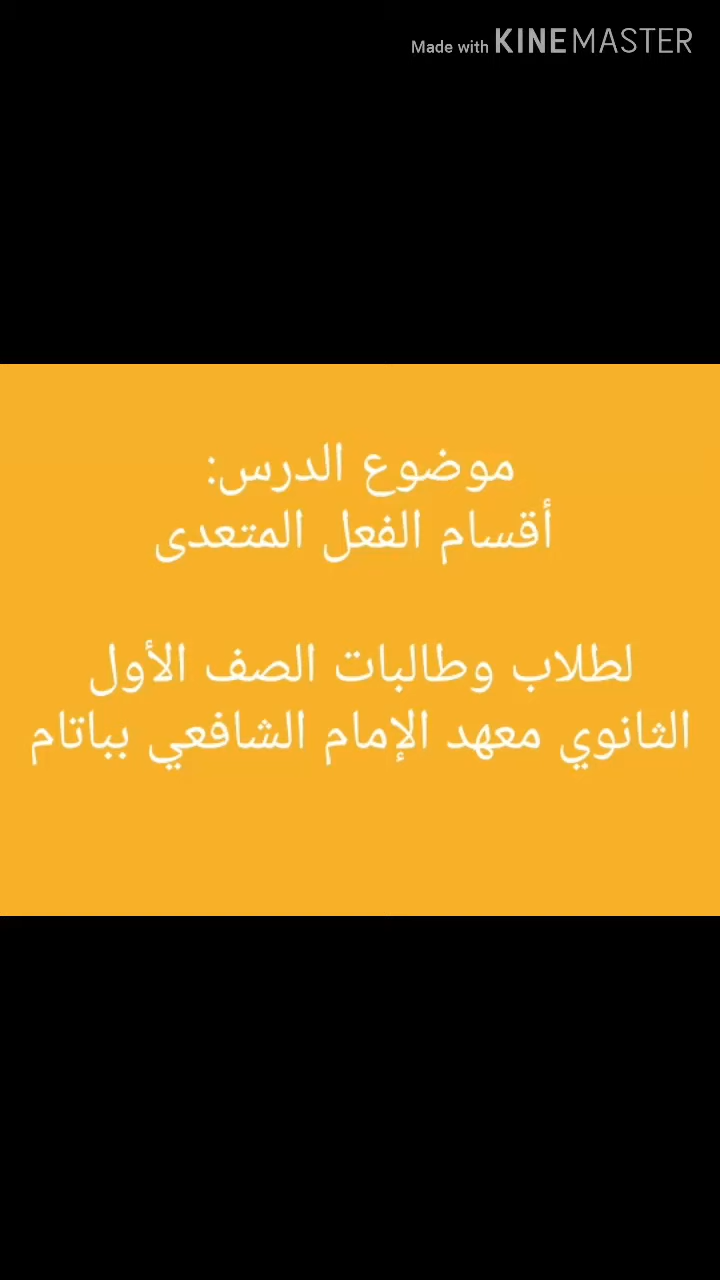 Made with KINEMASTER
موضوع الدرس:
أقسام الفعل المتعدى
لطلاب وطالبات الصف الأول
الثانوي معهد الإمام الشافعي بباتام